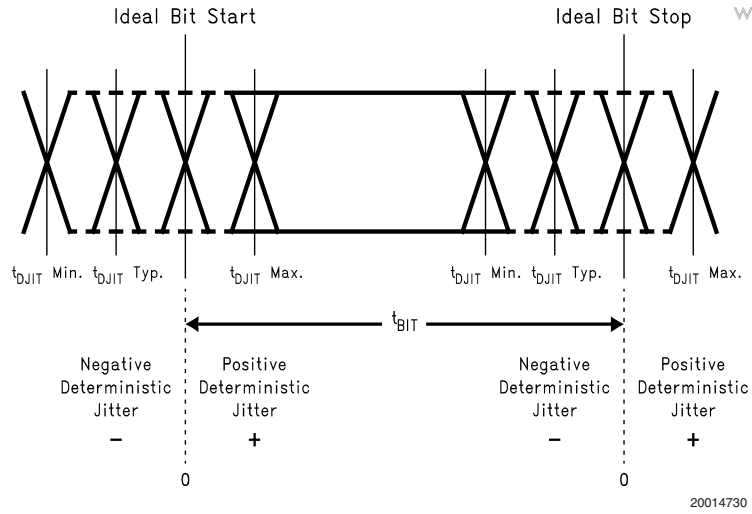 Ideal Bit Start
Ideal Bit Stop
W
tDJIT Min.
tDJIT Typ.
tDJIT Max.
tDJIT Min.
tDJIT Typ.
tDJIT Max.
tBIT
Negative
Deterministic
Jitter
−
Positive
Deterministic
Jitter
+
Negative
Deterministic
Jitter
−
Positive
Deterministic
Jitter
+
0
0
20014730